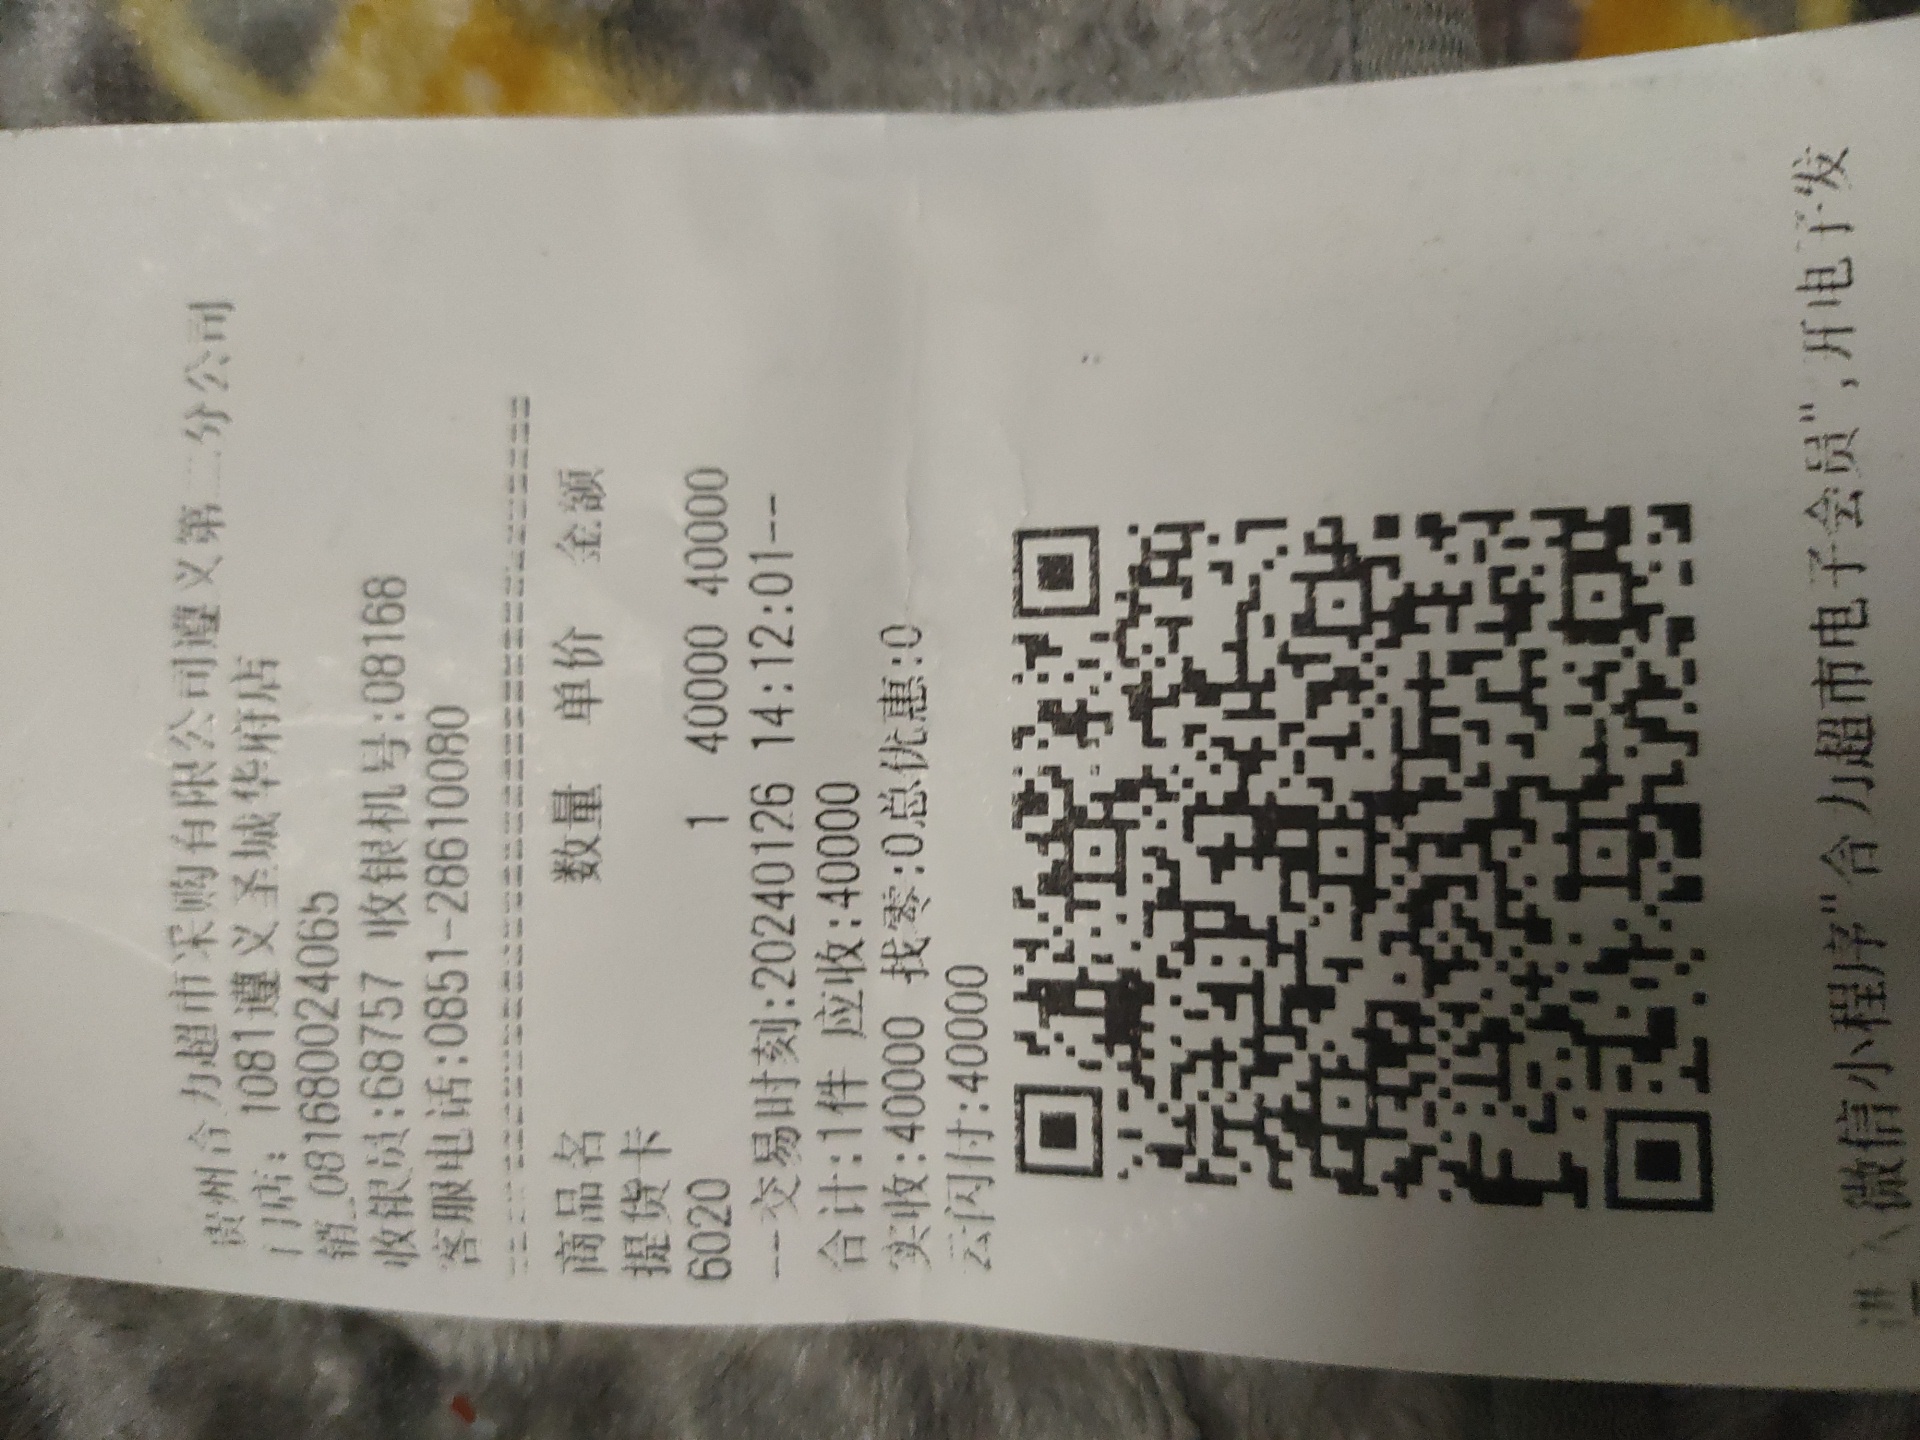 贵州合力超市采购有限公司遵义第二分公司
门店: 1081遵义圣城华府店
销_0816800024065
收银员:68757 收银机号:08168
客服电话:0851-28610080
商品名 数量 单价 金额
提货卡
6020 1 40000 40000
---交易时刻:20240126 14:12:01--
合计:1件 应收:40000
实收:40000 找零:0总优惠:0
云闪付:40000
进入微信小程序"合力超市电子会员",开电子发